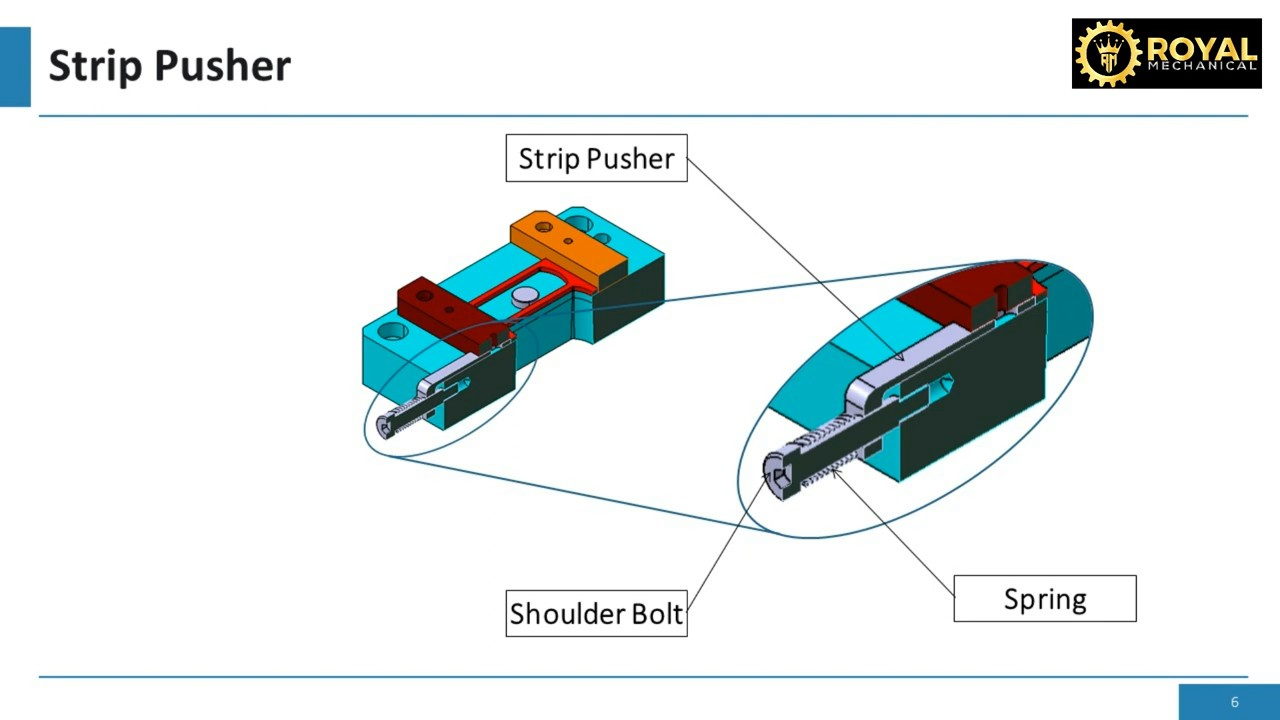 Strip Pusher
ROYAL
MECHANICAL
Strip Pusher
Shoulder Bolt
Spring
6